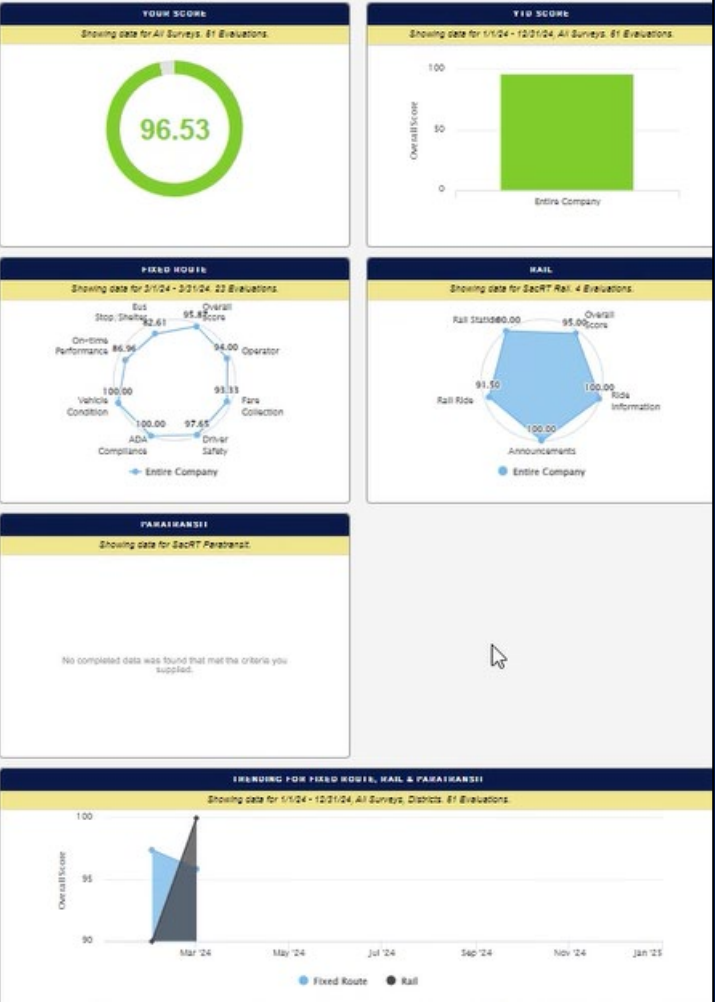 YOUR SCORE
Showing data for All Surveys. 61 Evaluations.
96.53
YTD SCORE
Showing data for 1/1/24 - 12/31/24, All Surveys. 61 Evaluations.
100
50
0
Overall Score
Entire Company
FIXED ROUTE
Showing data for 3/1/24 - 3/31/24. 23 Evaluations.
Bus
Stop, Shelter
82.61
Overall
Score
On-time
Performance
86.96
94.00
Operator
100.00
Vehicle
Condition
93.33
Fare
Collection
100.00
ADA
Compliance
97.65
Driver
Safety
Entire Company
RAIL
Showing data for SacRT Rail. 4 Evaluations.
Rail Station
95.00
Overall
Score
91.50
Rail Ride
100.00
Ride
Information
100.00
Announcements
Entire Company
PARATRANSIT
Showing data for SacRT Paratransit.
No completed data was found that met the criteria you
supplied.
TRENDING FOR FIXED ROUTE, RAIL & PARATRANSIT
Showing data for 1/1/24 - 12/31/24, All Surveys, Districts. 61 Evaluations.
100
95
90
Overall Score
Mar '24
May '24
Jul '24
Sep '24
Nov '24
Jan '25
Fixed Route
Rail